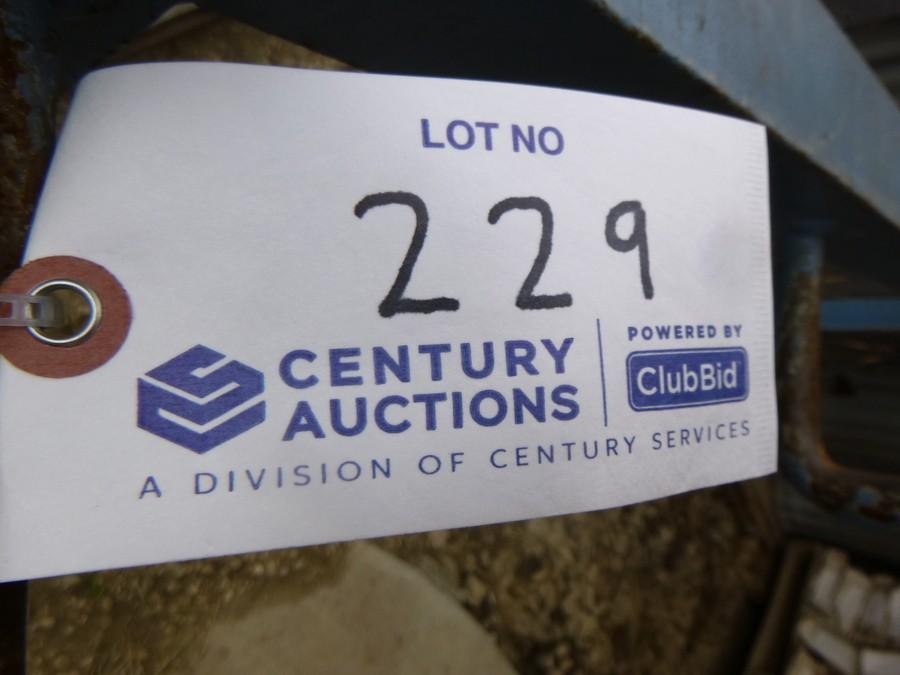 LOT NO
229
CENTURY
AUCTIONS
POWERED BY
ClubBid
A DIVISION OF CENTURY SERVICES